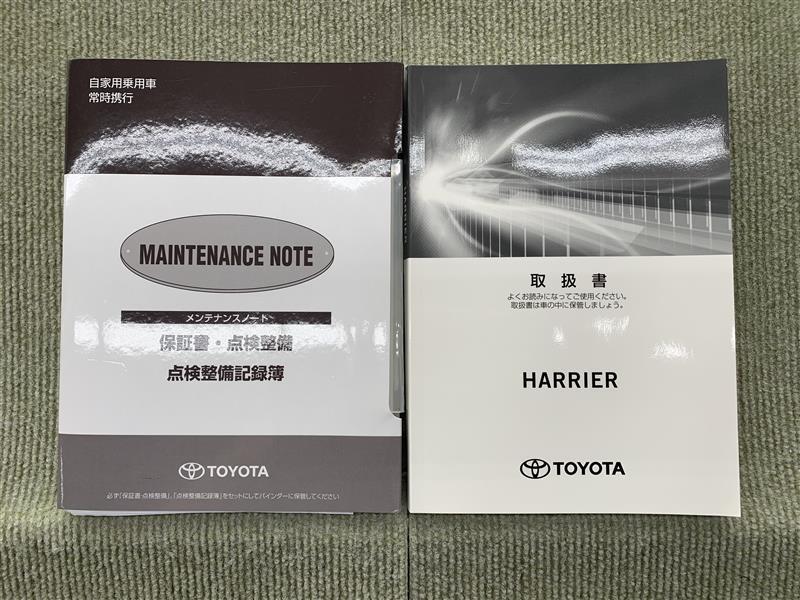 自家用乗用車
常時携行
MAINTENANCE NOTE
メンテナンスノート
保証書・点検整備
点検整備記録簿
TOYOTA
必ず「保証書・点検整備」、「点検整備記録簿」をセットにしてバインダーに保管してください
HARRIER
取扱書
よくお読みになってご使用ください。
取扱書は車の中に保管しましょう。
HARRIER
TOYOTA